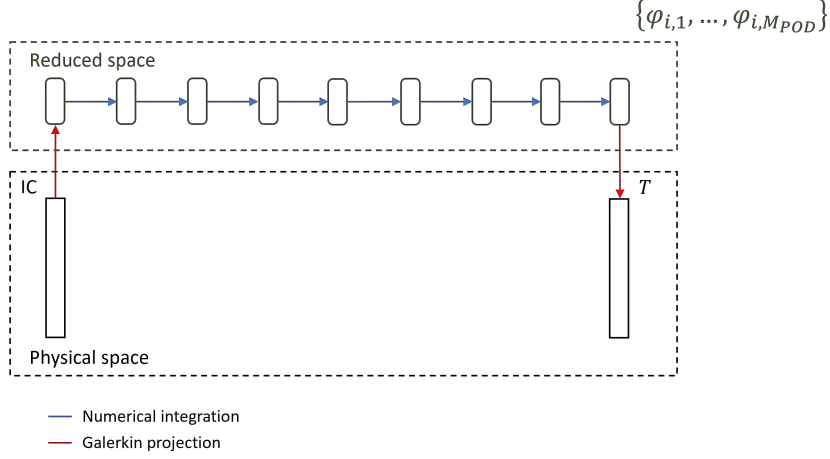 {φ_{i,1}, … , φ_{i,M_{POD}}}
Reduced space
IC
T
Physical space
Numerical integration
Galerkin projection